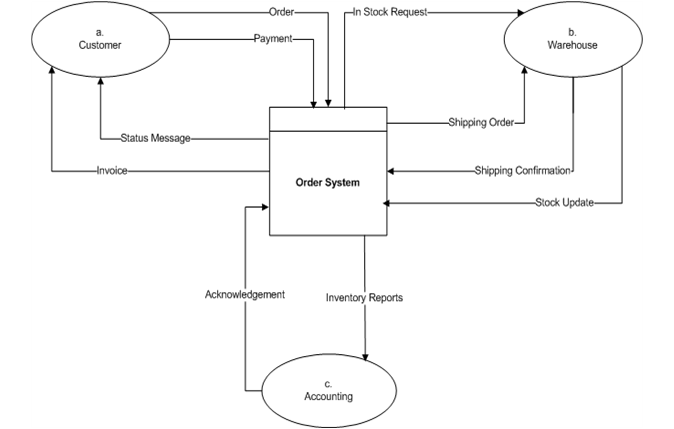 a.
Customer
Order
Payment
In Stock Request
b.
Warehouse
Shipping Order
Status Message
Invoice
Shipping Confirmation
Order System
Stock Update
Acknowledgement
Inventory Reports
c.
Accounting